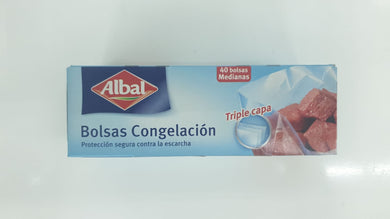 Albal
40 bolsas
Medianas
Triple capa
Bolsas Congelación
Protección segura contra la escarcha